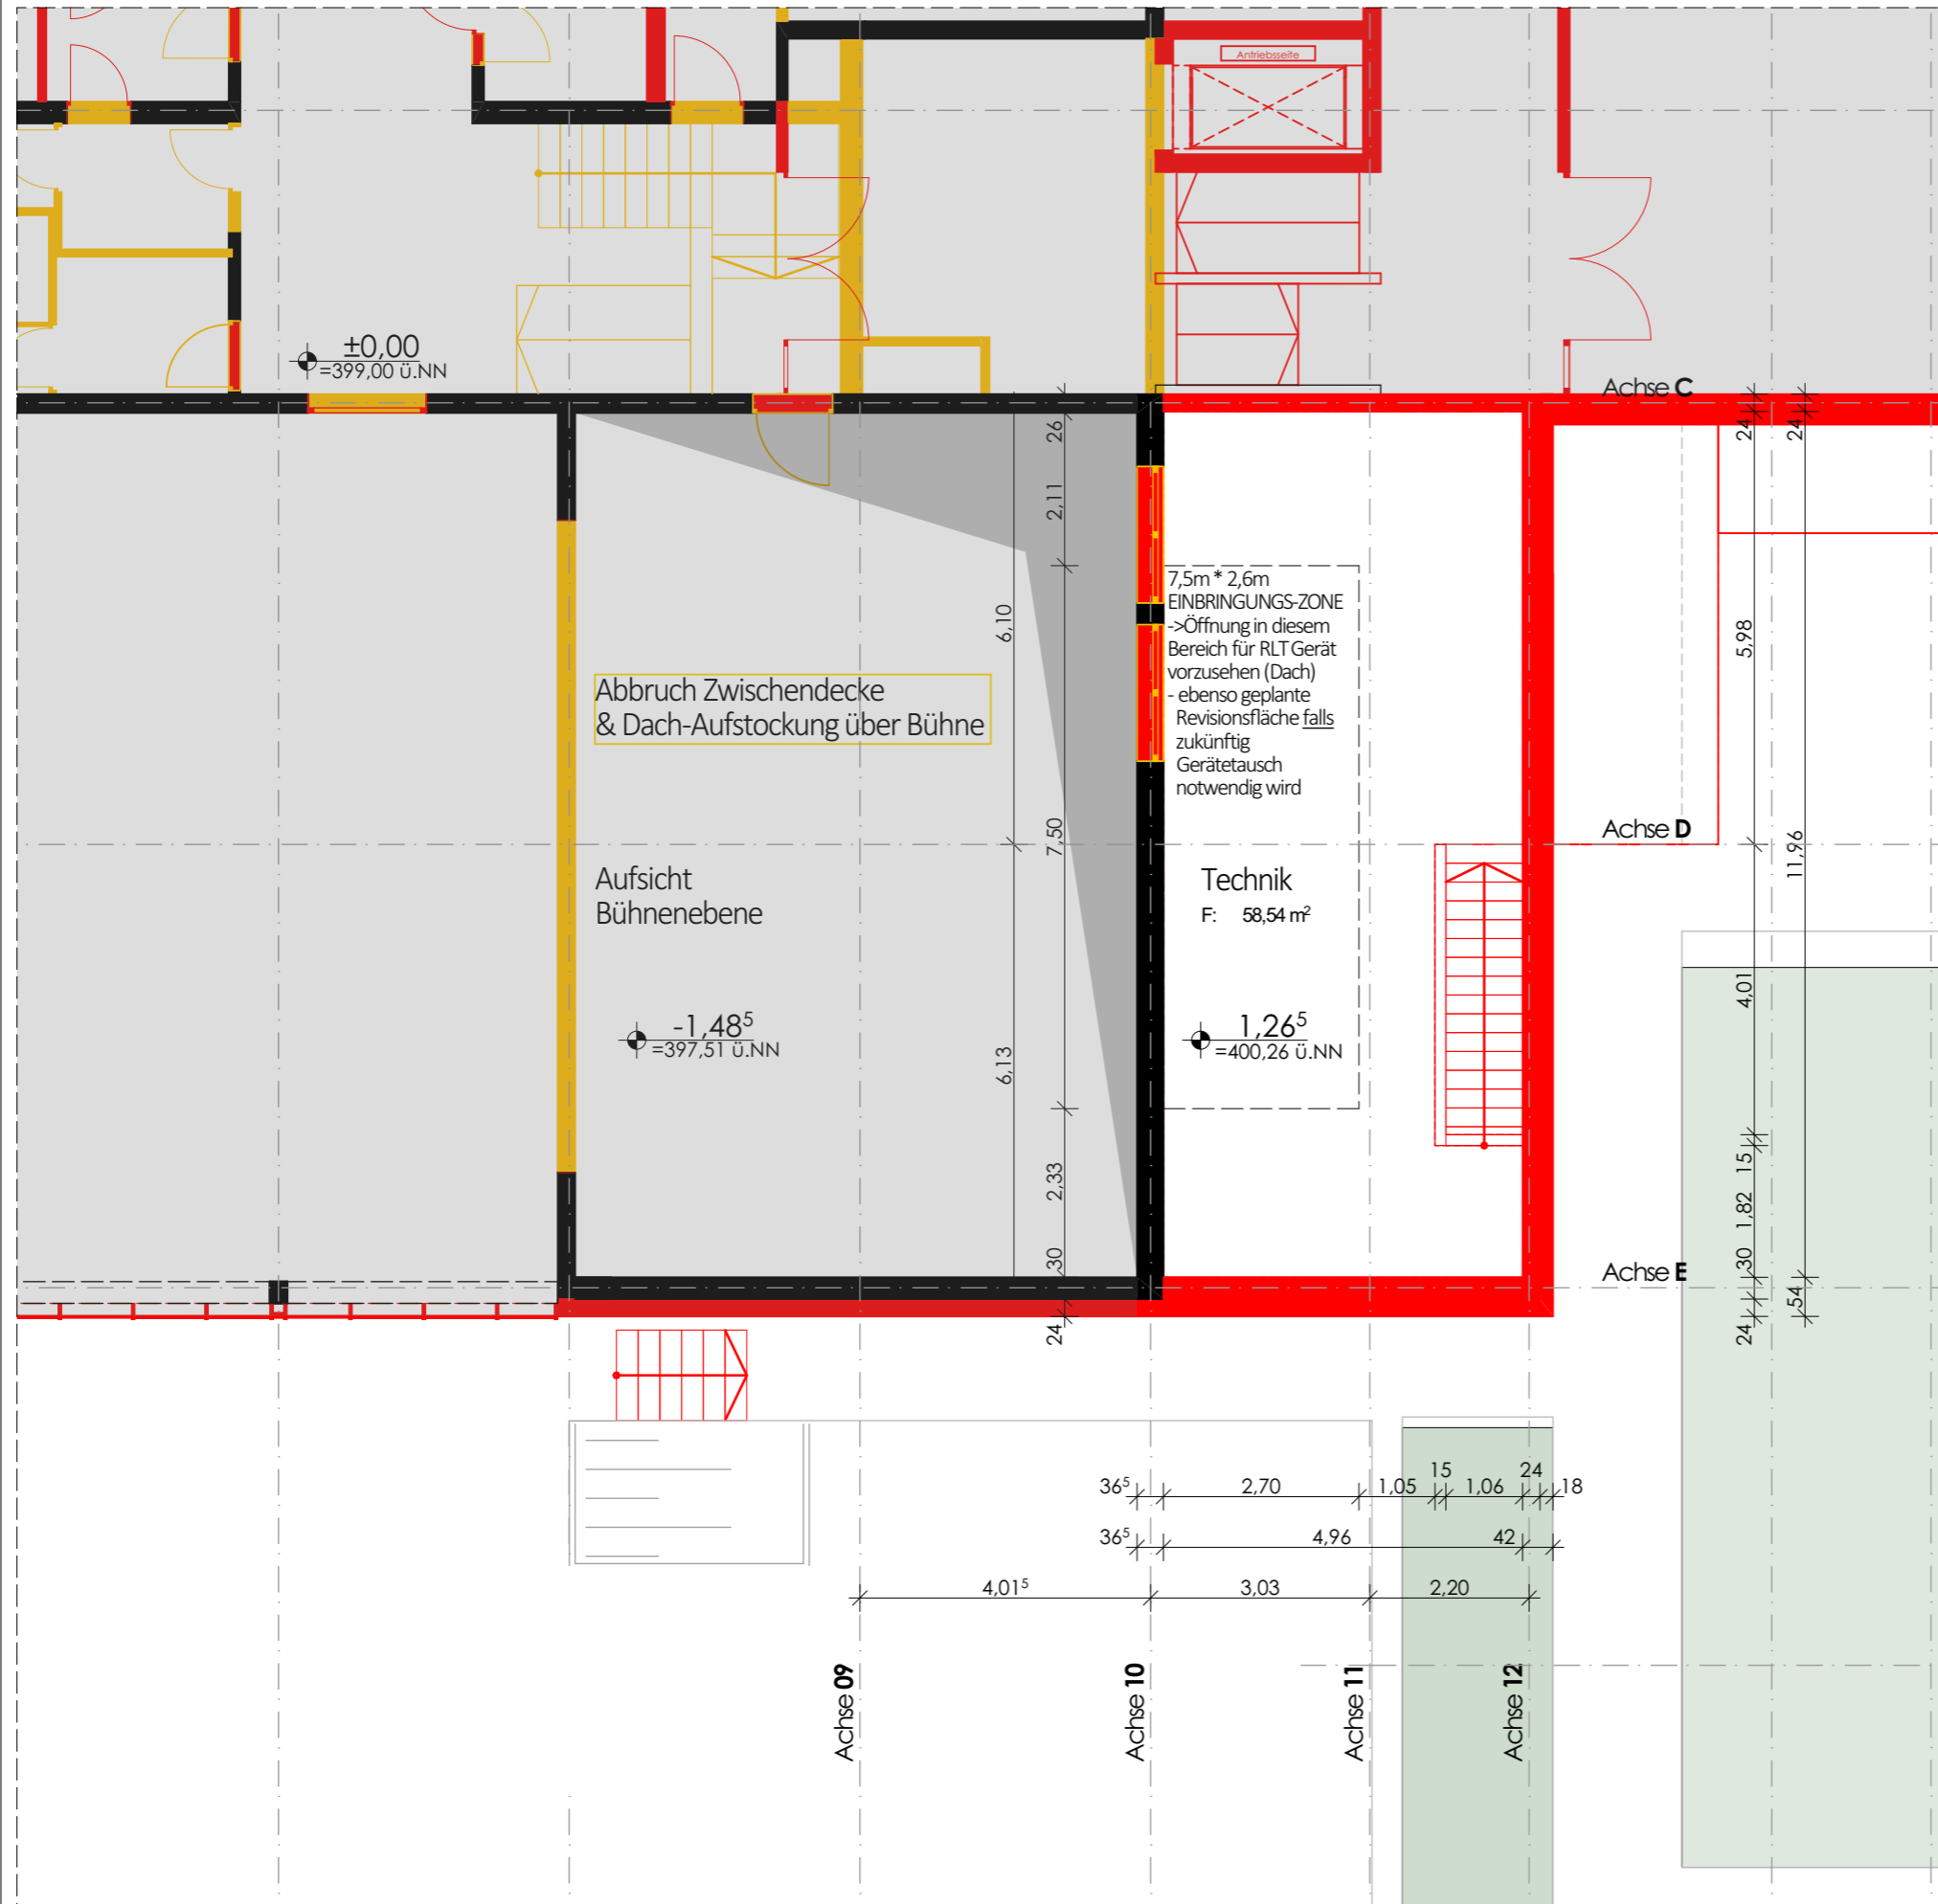 Antriebsseite
±0,00
=399,00 ü.NN
Achse C
26
2,11
24
24
7,5m * 2,6m
EINBRINGUNGS-ZONE
->Öffnung in diesem
Bereich für RLT Gerät
vorzusehen (Dach)
- ebenso geplante
Revisionsfläche falls
zukünftig
Gerätetausch
notwendig wird
6,10
5,98
Abbruch Zwischendecke
& Dach-Aufstockung über Bühne
7,50
Achse D
11,96
Aufsicht
Bühnenebene
Technik
F: 58,54 m²
4,01
-1,48⁵
=397,51 ü.NN
1,26⁵
=400,26 ü.NN
6,13
2,33
15
1,82
30
30
Achse E
54
24
24
36⁵
2,70
1,05
15
1,06
24
18
36⁵
4,96
42
4,01⁵
3,03
2,20
Achse 09
Achse 10
Achse 11
Achse 12